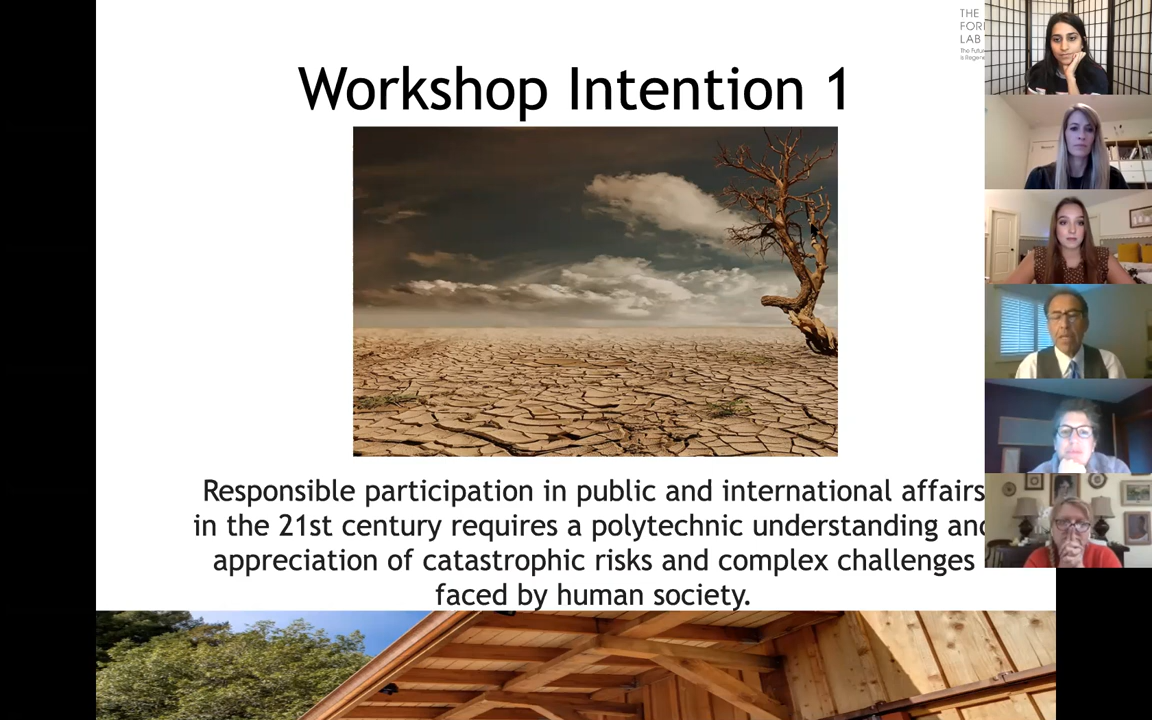 THE
LAB
Workshop Intention 1
Responsible participation in public and international affairs
in the 21st century requires a polytechnic understanding and
appreciation of catastrophic risks and complex challenges
faced by human society.